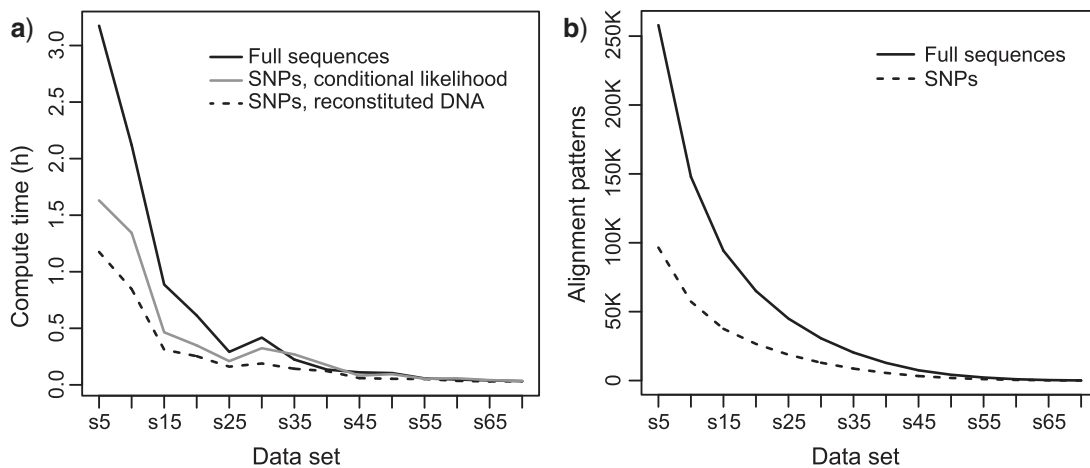 a)
Full sequences
SNPs, conditional likelihood
SNPs, reconstituted DNA
Compute time (h)
3.0
2.5
2.0
1.5
1.0
0.5
0.0
s5 s15 s25 s35 s45 s55 s65
Data set
b)
Full sequences
SNPs
Alignment patterns
250K
200K
150K
100K
50K
0
s5 s15 s25 s35 s45 s55 s65
Data set